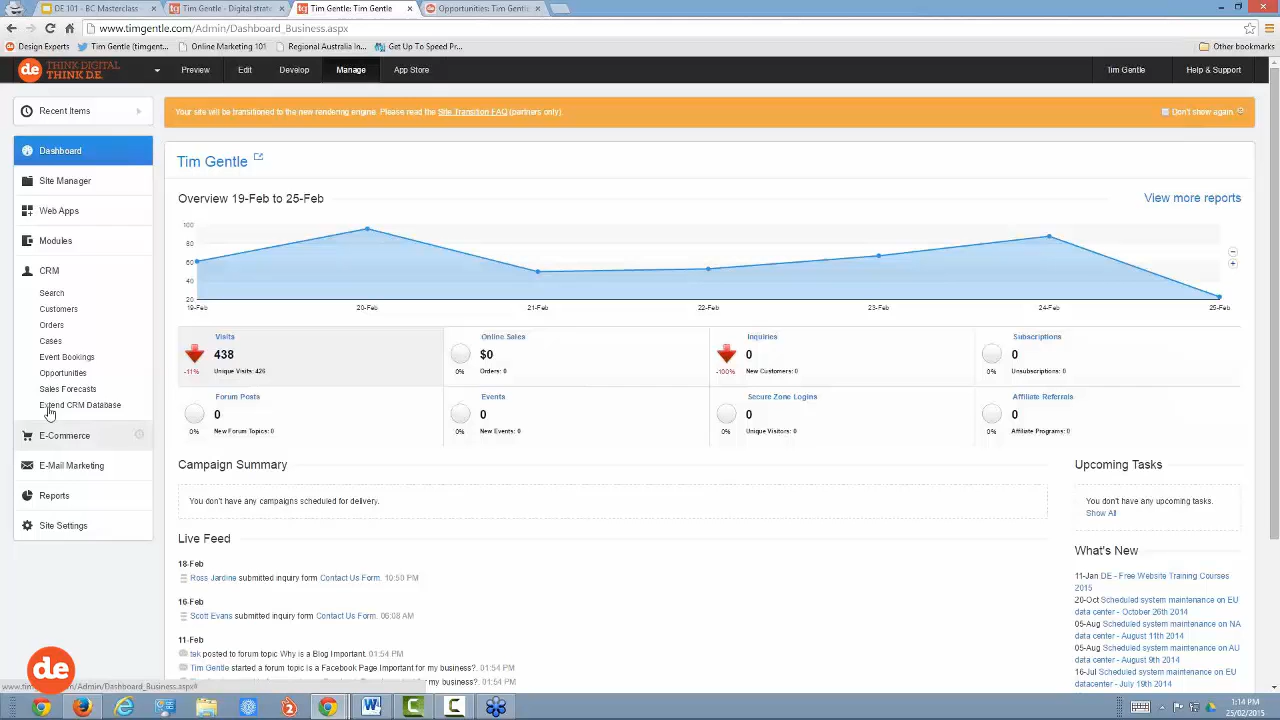 DE 101 - BC Masterclass
Tim Gentle - Digital strate
Tim Gentle: Tim Gentle
Opportunities: Tim Gentle
www.timgentle.com/Admin/Dashboard_Business.aspx
Design Experts
Tim Gentle (timgent...
Online Marketing 101
Regional Australia In...
Get Up To Speed Pr...
Other bookmarks
de THINK DIGITAL
THINK D.E.
Preview
Edit
Develop
Manage
App Store
Tim Gentle
Help & Support
Recent Items
Your site will be transitioned to the new rendering engine. Please read the Site Transition FAQ (partners only).
Don't show again.
Dashboard
Site Manager
Web Apps
Modules
CRM
Search
Customers
Orders
Cases
Event Bookings
Opportunities
Sales Forecasts
Extend CRM Database
E-Commerce
E-Mail Marketing
Reports
Site Settings
Tim Gentle
Overview 19-Feb to 25-Feb
View more reports
100
80
60
40
20
19-Feb
20-Feb
21-Feb
22-Feb
23-Feb
24-Feb
25-Feb
Visits
438
-11%
Unique Visits: 426
Online Sales
$0
0%
Orders: 0
Inquiries
0
-100%
New Customers: 0
Subscriptions
0
0%
Unsubscriptions: 0
Forum Posts
0
0%
New Forum Topics: 0
Events
0
0%
New Events: 0
Secure Zone Logins
0
0%
Unique Visitors: 0
Affiliate Referrals
0
0%
Affiliate Programs: 0
Campaign Summary
You don't have any campaigns scheduled for delivery.
Upcoming Tasks
You don't have any upcoming tasks.
Show All
Live Feed
18-Feb
Ross Jardine submitted inquiry form Contact Us Form. 10:50 PM
16-Feb
Scott Evans submitted inquiry form Contact Us Form. 06:08 AM
11-Feb
tek posted to forum topic Why is a Blog Important. 01:54 PM
Tim Gentle started a forum topic is a Facebook Page Important for my business?. 01:54 PM
my business?. 01:54 PM
What's New
11-Jan DE - Free Website Training Courses
2015
20-Oct Scheduled system maintenance on EU
data center - October 26th 2014
05-Aug Scheduled system maintenance on NA
data center - August 11th 2014
05-Aug Scheduled system maintenance on AU
data center - August 9th 2014
16-Jul Scheduled system maintenance on EU
datacenter - July 19th 2014
de
www.timgentle.com/Admin/Dashboard_Business.aspx#
1:14 PM
25/02/2015